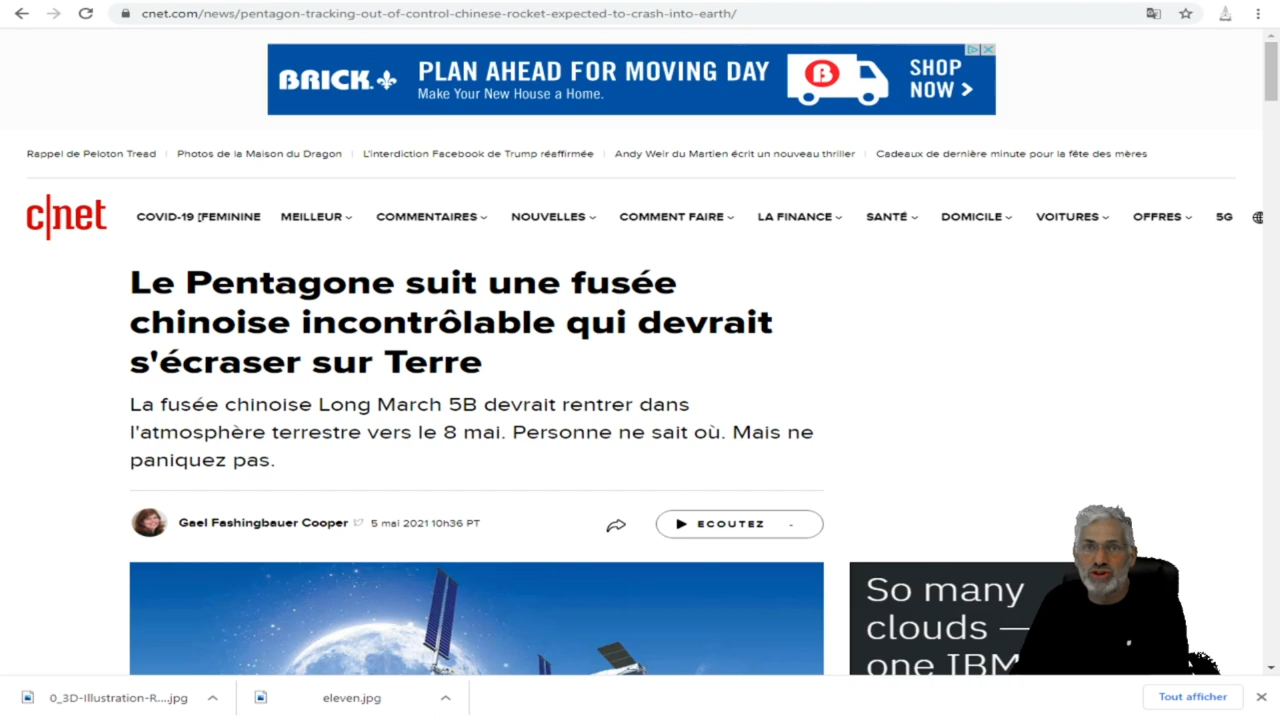 cnet.com/news/pentagon-tracking-out-of-control-chinese-rocket-expected-to-crash-into-earth/
BRICK
PLAN AHEAD FOR MOVING DAY
Make Your New House a Home.
B
SHOP
NOW >
Rappel de Peloton Tread | Photos de la Maison du Dragon | L'interdiction Facebook de Trump réaffirmée | Andy Weir du Martien écrit un nouveau thriller | Cadeaux de dernière minute pour la fête des mères
c|net COVID-19 [FEMININE MEILLEUR COMMENTAIRES NOUVELLES COMMENT FAIRE LA FINANCE SANTÉ DOMICILE VOITURES OFFRES 5G
Le Pentagone suit une fusée
chinoise incontrôlable qui devrait
s'écraser sur Terre
La fusée chinoise Long March 5B devrait rentrer dans
l'atmosphère terrestre vers le 8 mai. Personne ne sait où. Mais ne
paniquez pas.
Gael Fashingbauer Cooper 5 mai 2021 10h36 PT
ECOUTEZ -
So many
clouds —
one IBM
0_3D-Illustration-R....jpg
eleven.jpg
Tout afficher